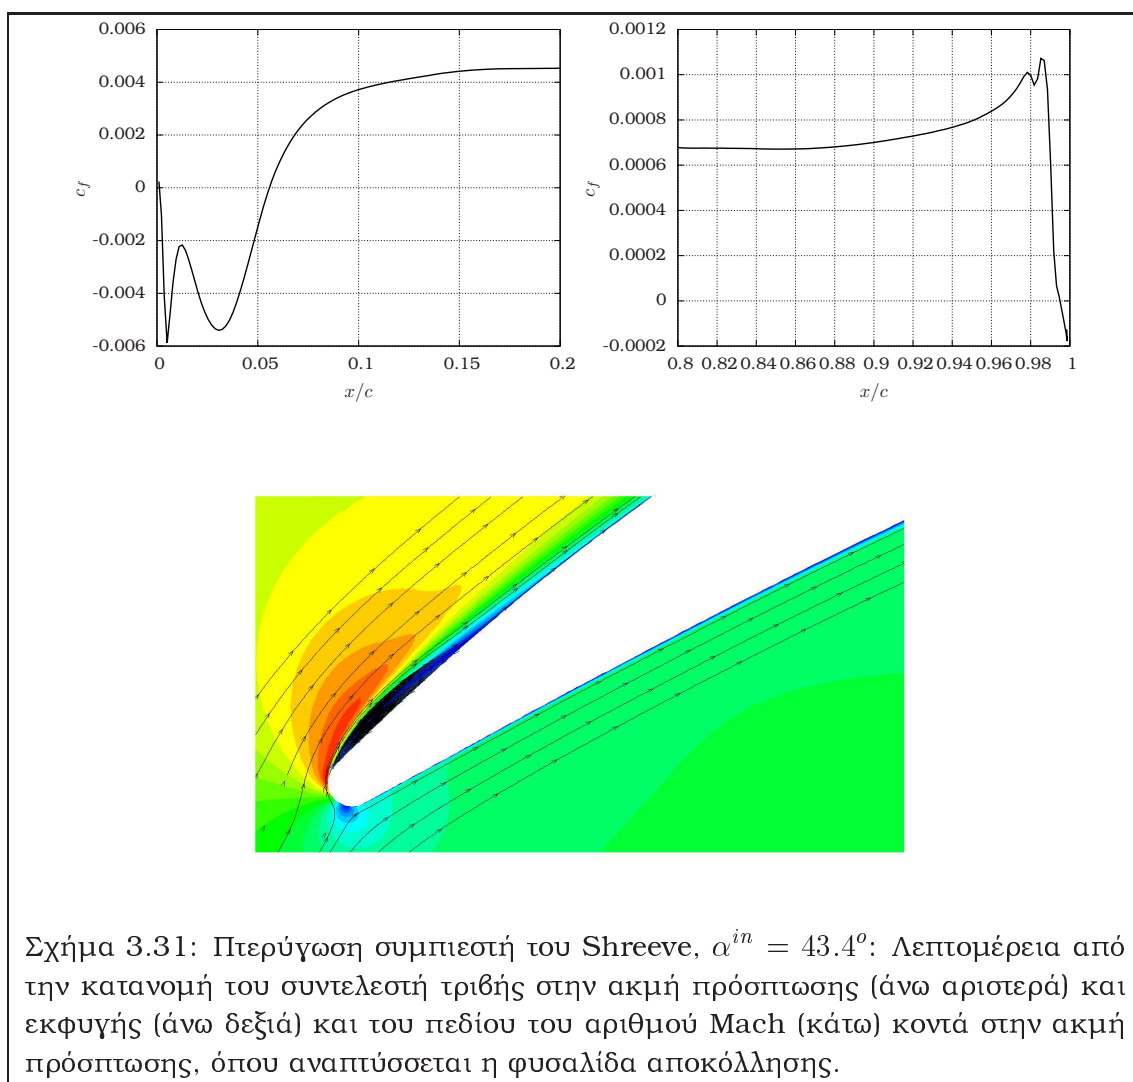 0.006
0.004
0.002
0
-0.002
-0.004
-0.006
c_f
0 0.05 0.1 0.15 0.2
x/c
0.0012
0.001
0.0008
0.0006
0.0004
0.0002
0
-0.0002
c_f
0.8 0.82 0.84 0.86 0.88 0.9 0.92 0.94 0.96 0.98 1
x/c
Σχήμα 3.31: Πτερύγωση συμπιεστή του Shreeve, α^{in} = 43.4^o: Λεπτομέρεια από
την κατανομή του συντελεστή τριβής στην ακμή πρόσπτωσης (άνω αριστερά) και
εκφυγής (άνω δεξιά) και του πεδίου του αριθμού Mach (κάτω) κοντά στην ακμή
πρόσπτωσης, όπου αναπτύσσεται η φυσαλίδα αποκόλλησης.